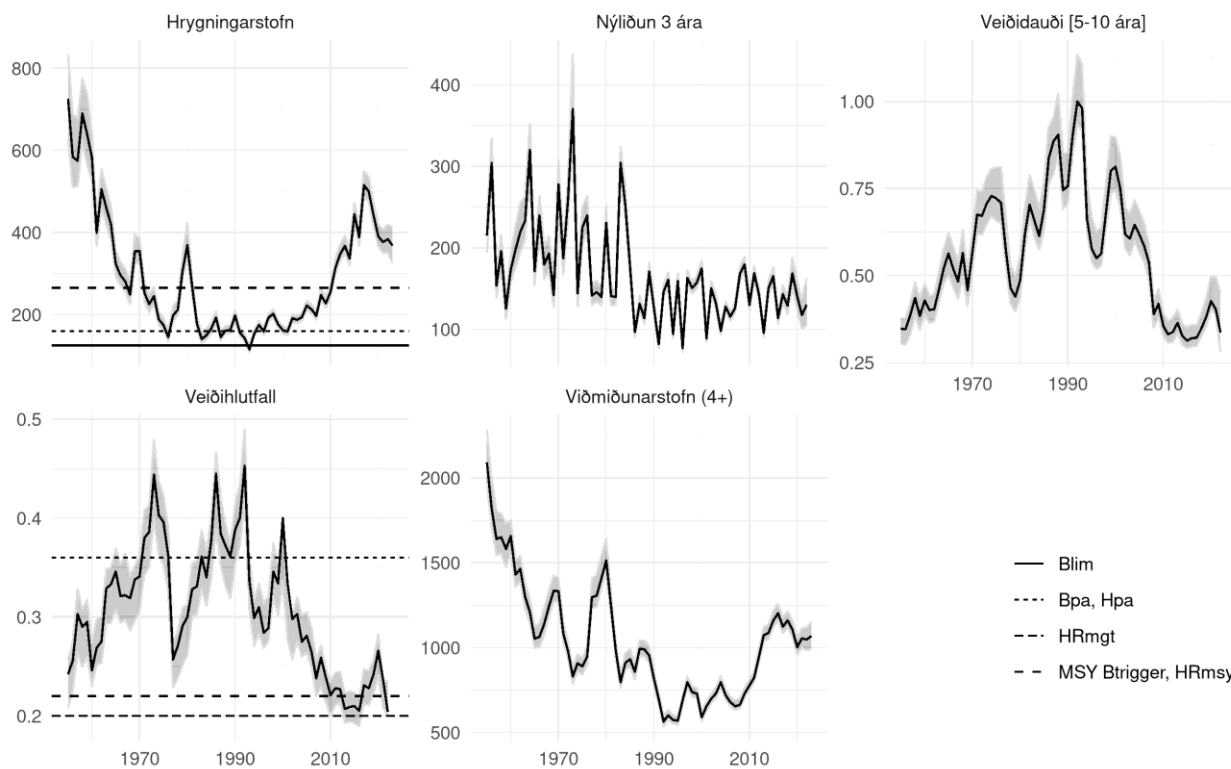 Hrygningarstofn
Nýliðun 3 ára
Veiðidauði [5-10 ára]
800
600
400
200
400
300
200
100
1.00
0.75
0.50
0.25
1970 1990 2010
Veiðihlutfall
Viðmiðunarstofn (4+)
0.5
0.4
0.3
0.2
1970 1990 2010
2000
1500
1000
500
1970 1990 2010
Blim
Bpa, Hpa
HRmgt
MSY Btrigger, HRmsy